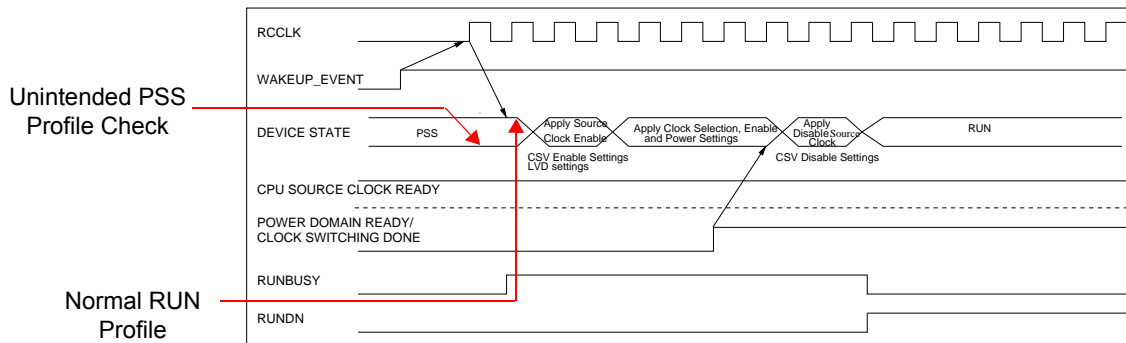 RCCLK
WAKEUP_EVENT
Unintended PSS
Profile Check
DEVICE STATE
PSS
Apply Source
Clock Enable
Apply Clock Selection, Enable
and Power Settings
Apply
Disable Source
Clock
RUN
CSV Enable Settings
LVD settings
CSV Disable Settings
CPU SOURCE CLOCK READY
POWER DOMAIN READY/
CLOCK SWITCHING DONE
RUNBUSY
Normal RUN
Profile
RUNDN